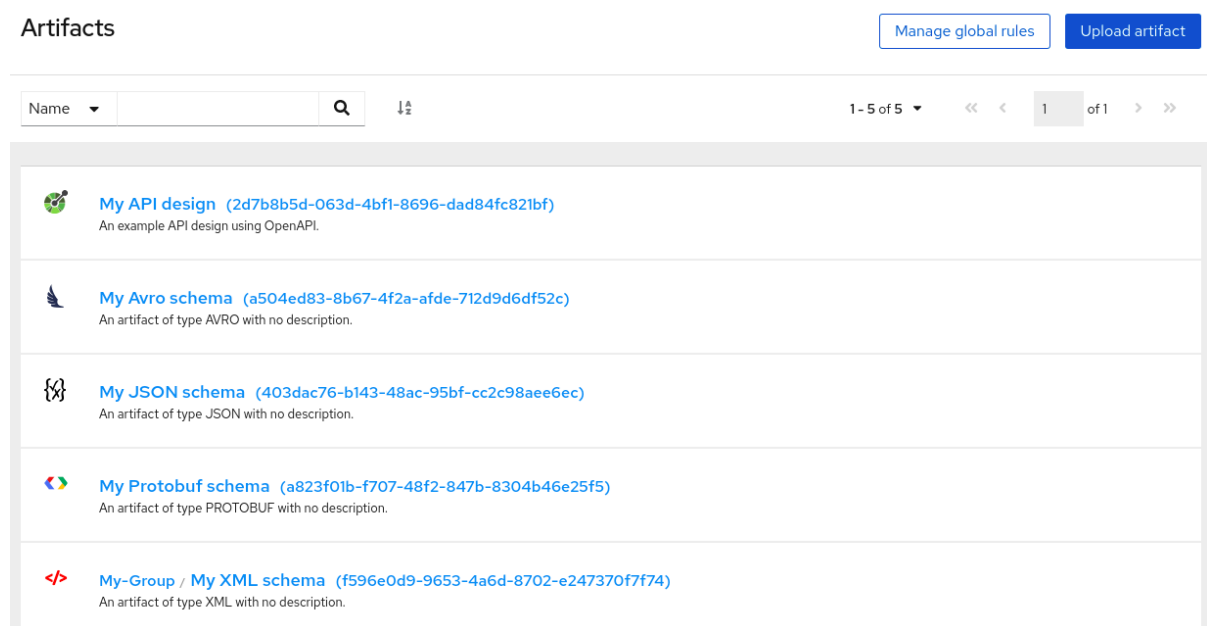 Artifacts
Manage global rules
Upload artifact
Name
1 - 5 of 5
1 of 1
My API design (2d7b8b5d-063d-4bf1-8696-dad84fc821bf)
An example API design using OpenAPI.
My Avro schema (a504ed83-8b67-4f2a-afde-712d9d6df52c)
An artifact of type AVRO with no description.
My JSON schema (403dac76-b143-48ac-95bf-cc2c98aee6ec)
An artifact of type JSON with no description.
My Protobuf schema (a823f01b-f707-48f2-847b-8304b46e25f5)
An artifact of type PROTOBUF with no description.
My-Group / My XML schema (f596e0d9-9653-4a6d-8702-e247370f7f74)
An artifact of type XML with no description.